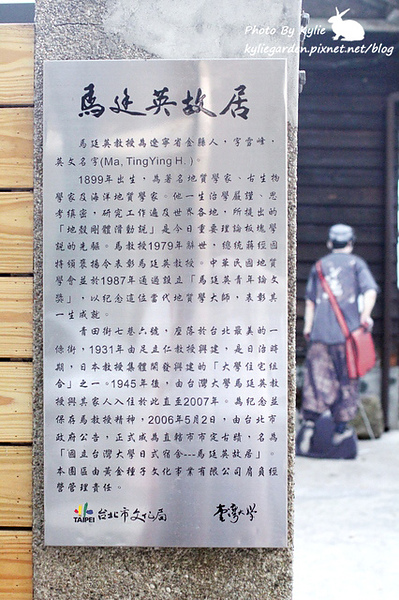 Photo By Kylie
kyliegarden.pixnet.net/blog
馬廷英故居
馬廷英教授為遼寧省金縣人，字雪峰，
英文名字(Ma, TingYing H. )。
1899年出生，為著名地質學家、古生物
學家及海洋地質學家。他一生治學嚴謹、思
考縝密，研究工作遍及世界各地，所提出的
「地殼剛體滑動說」是今日重要理論板塊學
說的先驅。馬教授1979年辭世，總統蔣經國
持頒褒揚令表彰馬廷英教授。中華民國地質
學會並於1987年通過設立「馬廷英青年論文
獎」，以紀念這位當代地質學大師，表彰其
一生成就。
青田街七巷六號，座落於台北最美的一
條街，1931年由足立仁教授興建，是日治時
期，日本教授集體開發興建的「大學住宅組
合」之一。1945年後，由台灣大學馬廷英教
授與其家人入住於此直至2007年。為紀念並
保存馬廷英教授精神，2006年5月2日，由台北市
政府公告，正式成為直轄市市定古蹟，名為
「國立台灣大學日式宿舍---馬廷英故居」。
本園區由黃金種子文化事業有限公司肩負經
營管理責任。
TAIPEI 台北市文化局 臺灣大學